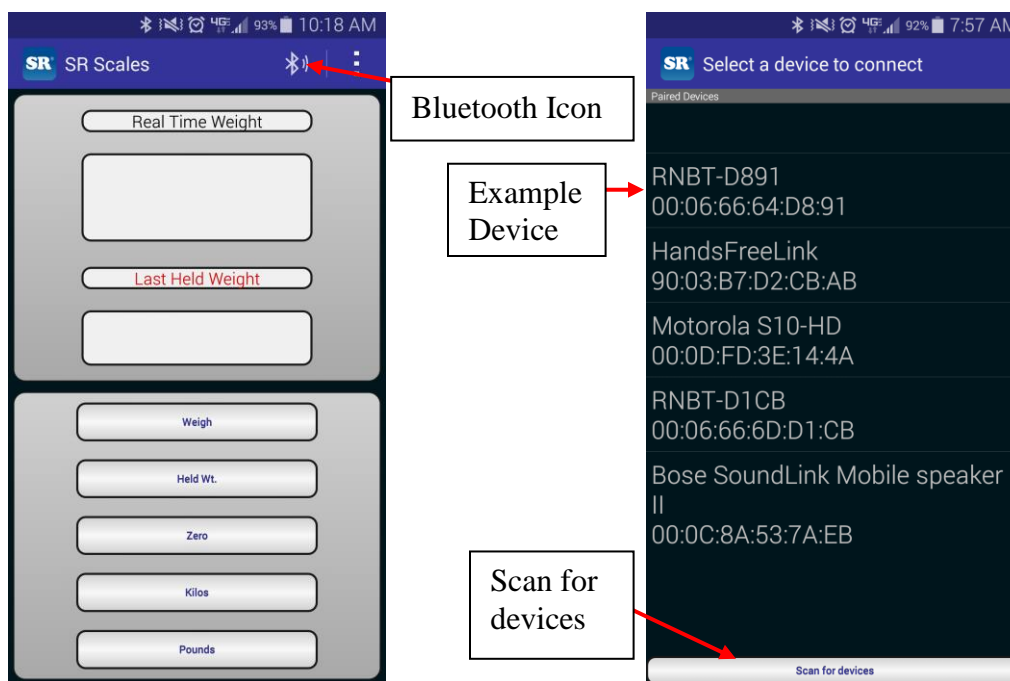 93% 10:18 AM
SR SR Scales
Real Time Weight
Last Held Weight
Weigh
Held Wt.
Zero
Kilos
Pounds
Bluetooth Icon
Example
Device
Scan for
devices
92% 7:57 AM
SR Select a device to connect
Paired Devices
RNBT-D891
00:06:66:64:D8:91
HandsFreeLink
90:03:B7:D2:CB:AB
Motorola S10-HD
00:0D:FD:3E:14:4A
RNBT-D1CB
00:06:66:6D:D1:CB
Bose SoundLink Mobile speaker
II
00:0C:8A:53:7A:EB
Scan for devices